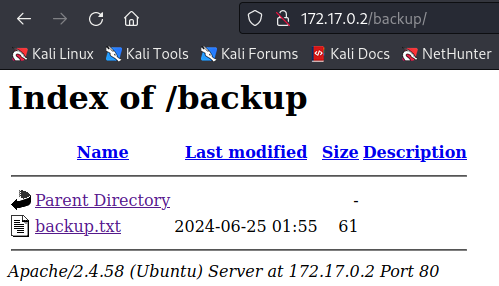 172.17.0.2/backup/
Kali Linux Kali Tools Kali Forums Kali Docs NetHunter
Index of /backup
Name Last modified Size Description
Parent Directory -
backup.txt 2024-06-25 01:55 61
Apache/2.4.58 (Ubuntu) Server at 172.17.0.2 Port 80